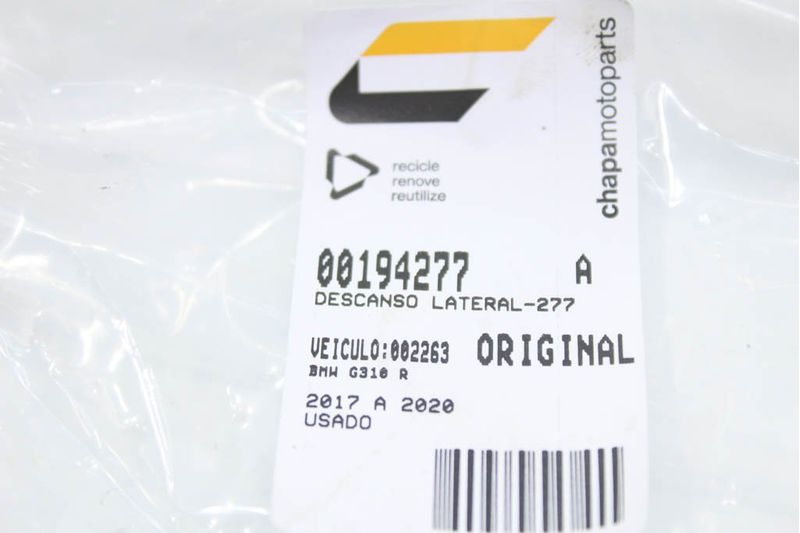 chapamotoparts
recicle
renove
reutilize
00194277 A
DESCANSO LATERAL-277
VEICULO:002263 ORIGINAL
BMW G310 R
2017 A 2020
USADO